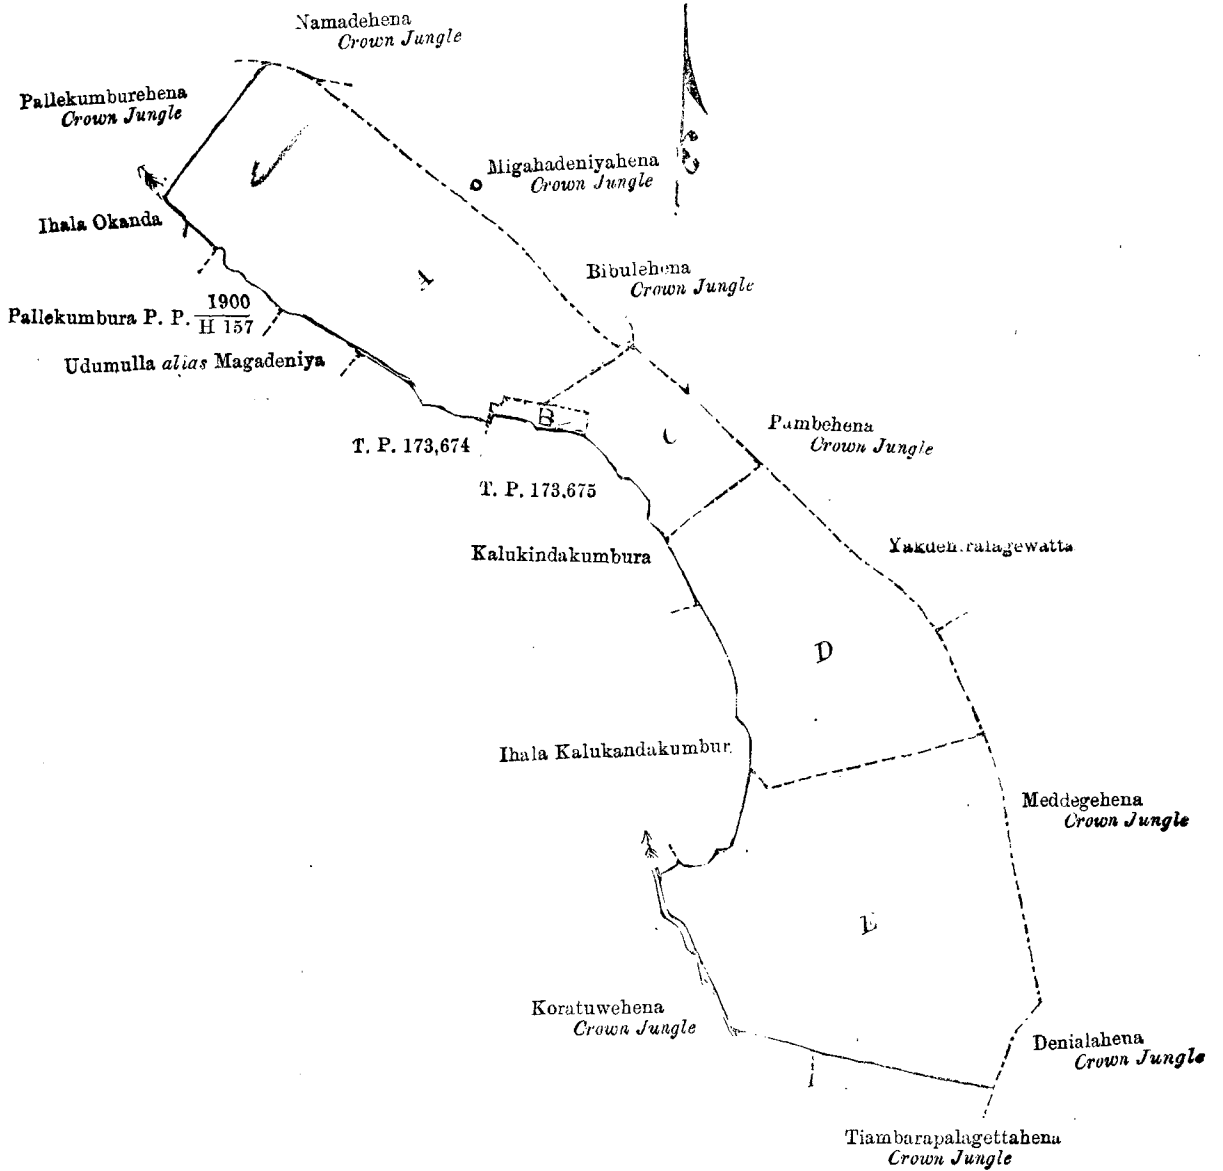 Namadehena
Crown Jungle
Pallekumburehena
Crown Jungle
Migahadeniyahena
Crown Jungle
Ihala Okanda
A
Bibulehena
Crown Jungle
Pallekumbura P. P. 1900
H 157
Udumulla alias Magadeniya
B
T. P. 173,674
C
Pambehena
Crown Jungle
T. P. 173,675
Kalukindakumbura
D
Ihala Kalukandakumbur
Meddegehena
Crown Jungle
E
Koratuwehena
Crown Jungle
Denialahena
Crown Jungle
Tiambarapalagettahena
Crown Jungle